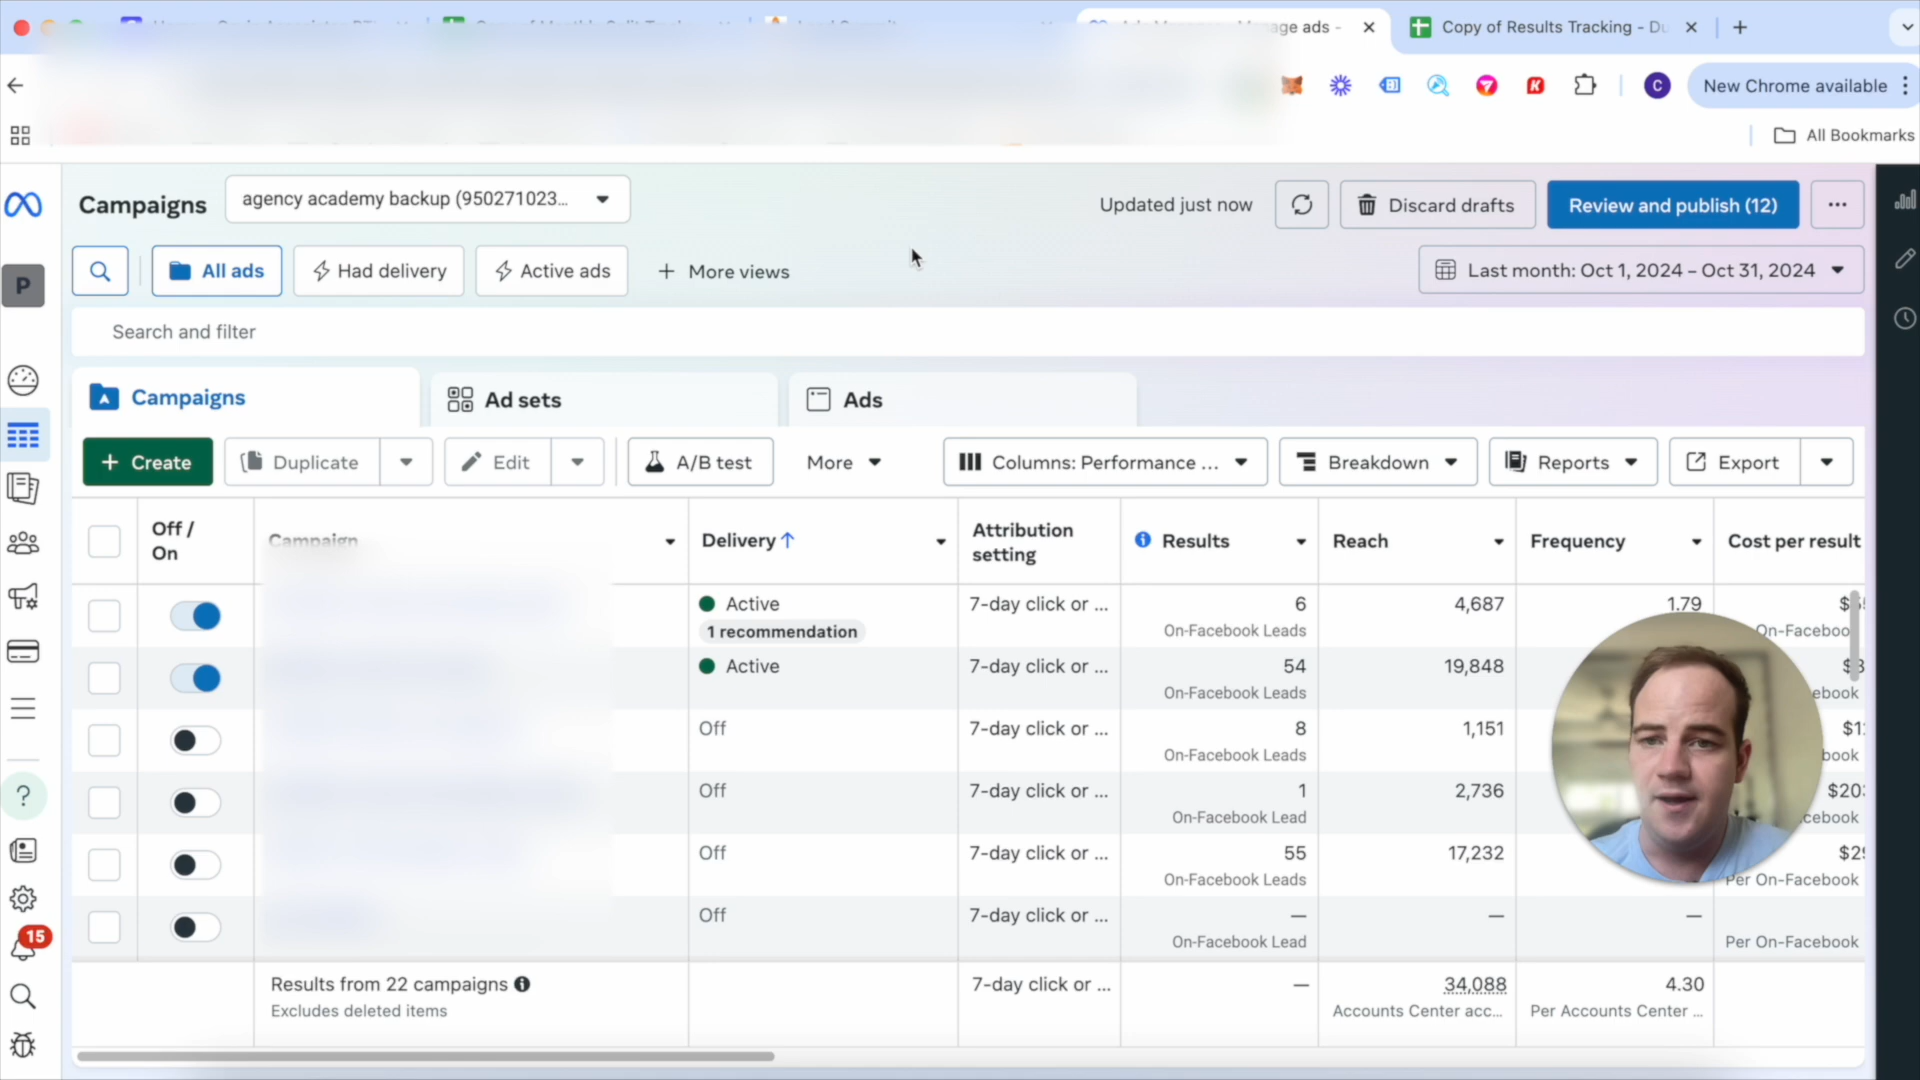 age ads -
Copy of Results Tracking - Du
C
New Chrome available
All Bookmarks
Campaigns
agency academy backup (950271023...
Updated just now
Discard drafts
Review and publish (12)
All ads
Had delivery
Active ads
+ More views
Last month: Oct 1, 2024 – Oct 31, 2024
P
Search and filter
Campaigns
Ad sets
Ads
+ Create
Duplicate
Edit
A/B test
More
Columns: Performance ...
Breakdown
Reports
Export
Off / On
Campaign
Delivery ↑
Attribution setting
Results
Reach
Frequency
Cost per result
Active
1 recommendation
7-day click or ...
6
On-Facebook Leads
4,687
1.79
On-Faceboo
Active
7-day click or ...
54
On-Facebook Leads
19,848
ebook
Off
7-day click or ...
8
On-Facebook Leads
1,151
book
Off
7-day click or ...
1
On-Facebook Lead
2,736
cebook
Off
7-day click or ...
55
On-Facebook Leads
17,232
Per On-Facebook
Off
7-day click or ...
—
On-Facebook Lead
—
—
Per On-Facebook
Results from 22 campaigns
Excludes deleted items
7-day click or ...
—
34,088
Accounts Center acc...
4.30
Per Accounts Center ...
?
15